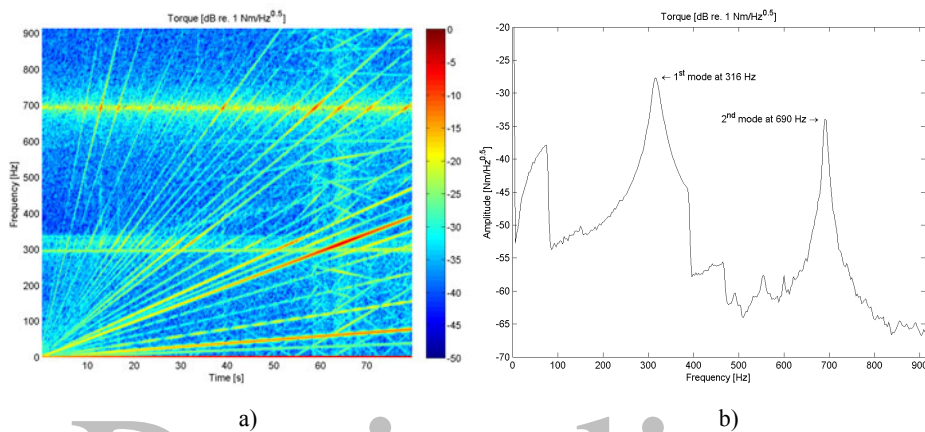 Torque [dB re. 1 Nm/Hz^0.5]
900
800
700
600
500
400
300
200
100
0
Frequency [Hz]
10 20 30 40 50 60 70
Time [s]
0
-5
-10
-15
-20
-25
-30
-35
-40
-45
-50
a)
Torque [dB re. 1 Nm/Hz^0.5]
-20
-25
-30
-35
-40
-45
-50
-55
-60
-65
-70
Amplitude [Nm/Hz^0.5]
← 1st mode at 316 Hz
2nd mode at 690 Hz →
0 100 200 300 400 500 600 700 800 900
Frequency [Hz]
b)